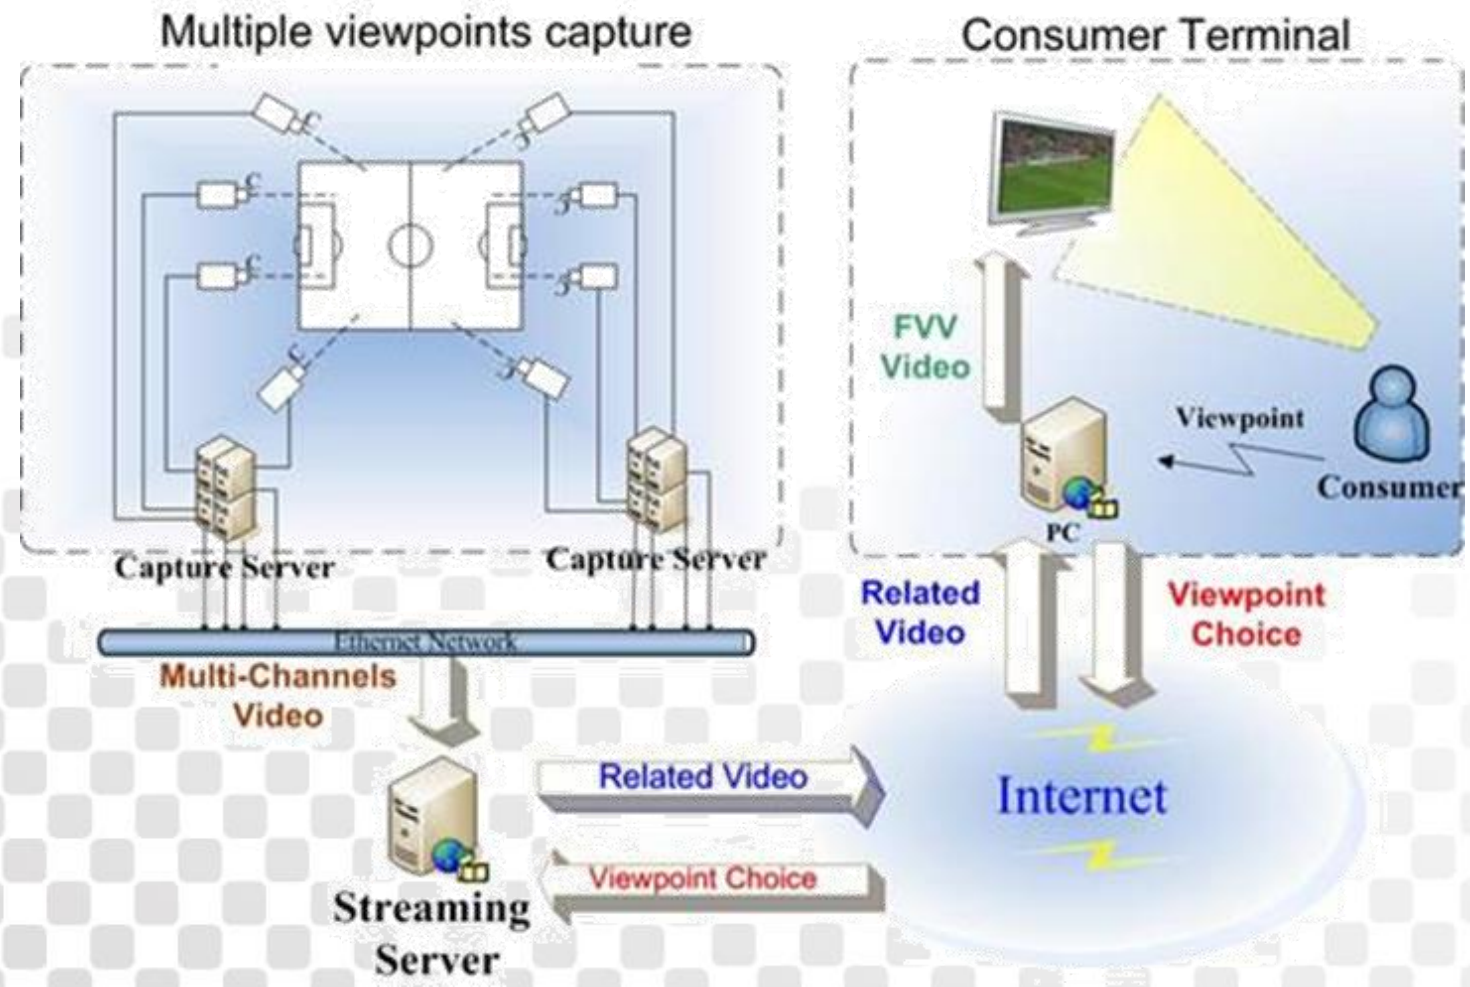 Multiple viewpoints capture
Consumer Terminal
FVV
Video
Viewpoint
Consumer
PC
Capture Server
Capture Server
Ethernet Network
Multi-Channels
Video
Related
Video
Viewpoint
Choice
Related Video
Internet
Viewpoint Choice
Streaming
Server